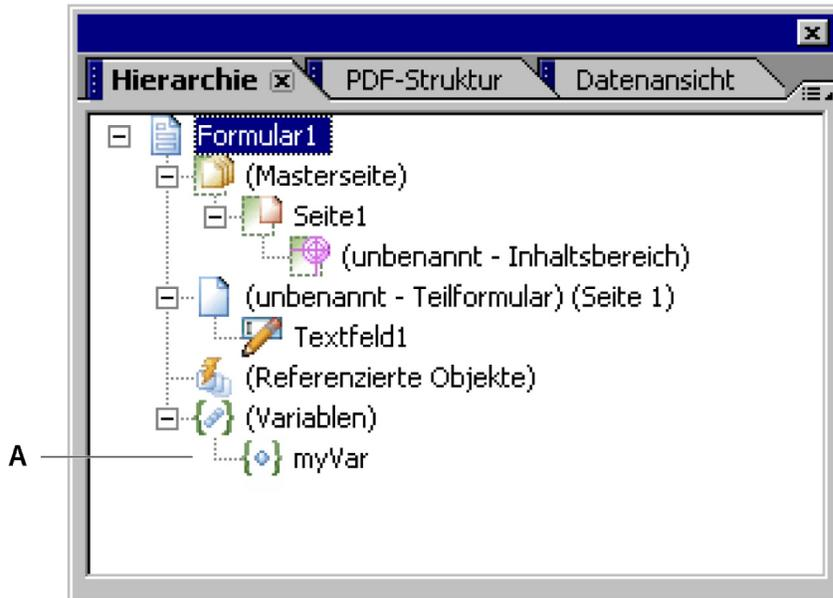 Hierarchie PDF-Struktur Datenansicht
Formular1
(Masterseite)
Seite1
(unbenannt - Inhaltsbereich)
(unbenannt - Teilformular) (Seite 1)
Textfeld1
(Referenzierte Objekte)
(Variablen)
A myVar